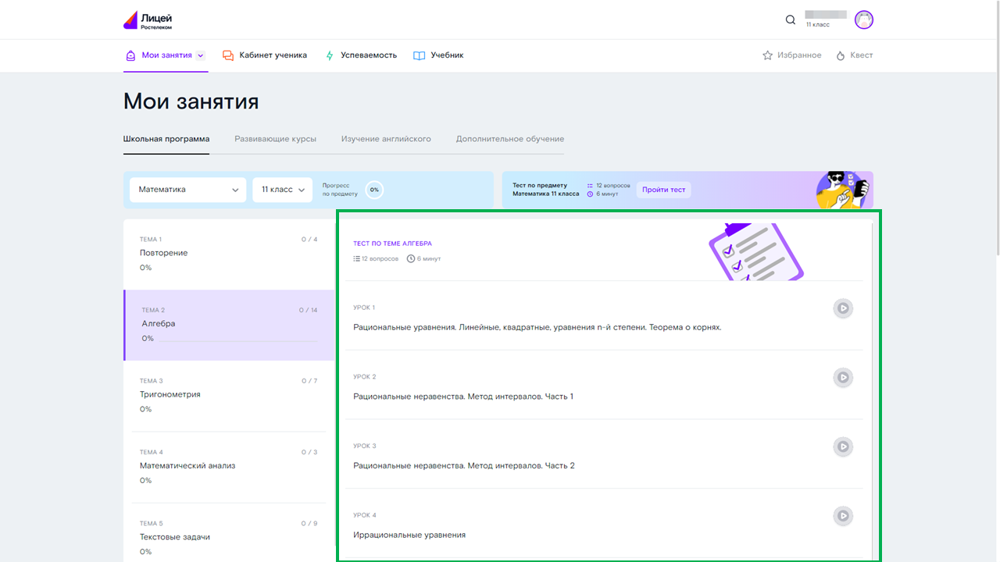 Лицей
Ростелеком
11 класс
Мои занятия
Кабинет ученика
Успеваемость
Учебник
Избранное
Квест
Мои занятия
Школьная программа
Развивающие курсы
Изучение английского
Дополнительное обучение
Математика
11 класс
Прогресс
по предмету
0%
Тест по предмету
Математика 11 класса
12 вопросов
6 минут
Пройти тест
ТЕМА 1
0 / 4
Повторение
0%
ТЕМА 2
0 / 14
Алгебра
0%
ТЕМА 3
0 / 7
Тригонометрия
0%
ТЕМА 4
0 / 3
Математический анализ
0%
ТЕМА 5
0 / 9
Текстовые задачи
0%
ТЕСТ ПО ТЕМЕ АЛГЕБРА
12 вопросов
6 минут
УРОК 1
Рациональные уравнения. Линейные, квадратные, уравнения n-й степени. Теорема о корнях.
УРОК 2
Рациональные неравенства. Метод интервалов. Часть 1
УРОК 3
Рациональные неравенства. Метод интервалов. Часть 2
УРОК 4
Иррациональные уравнения